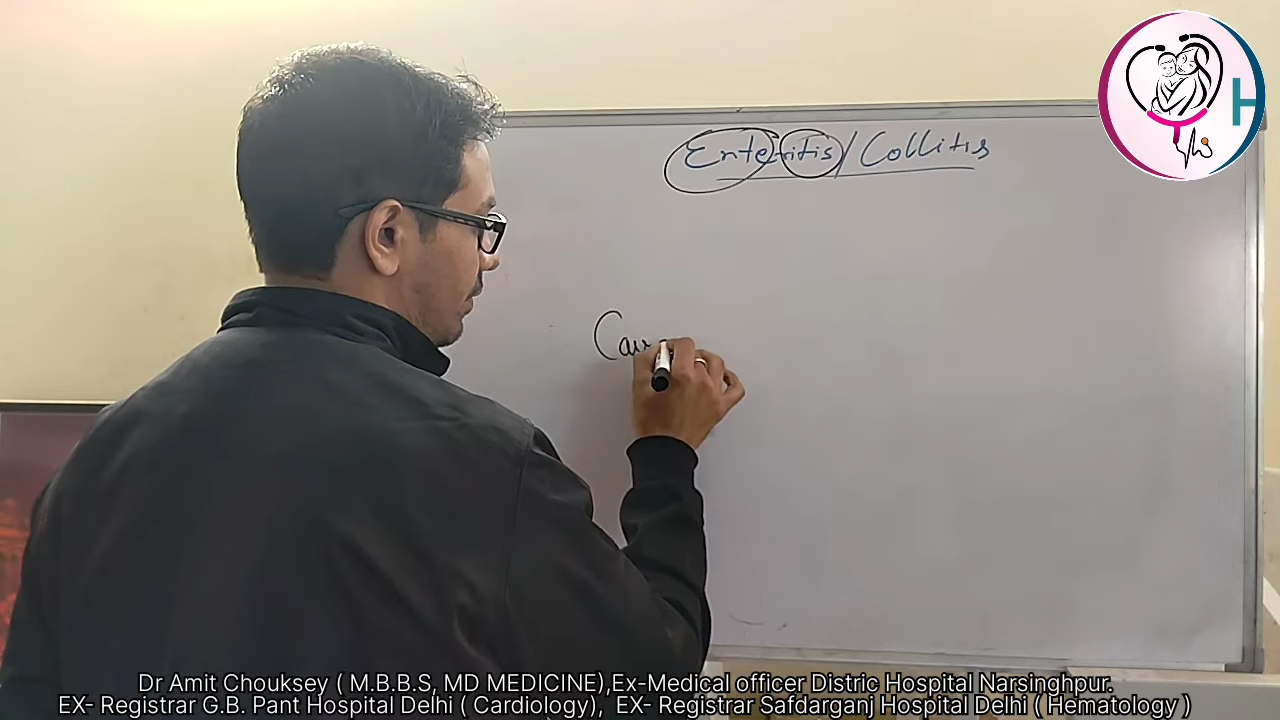 Enteritis/Collitis
Cau
H
Dr Amit Chouksey ( M.B.B.S, MD MEDICINE),Ex-Medical officer Distric Hospital Narsinghpur.
EX- Registrar G.B. Pant Hospital Delhi ( Cardiology), EX- Registrar Safdarganj Hospital Delhi ( Hematology )